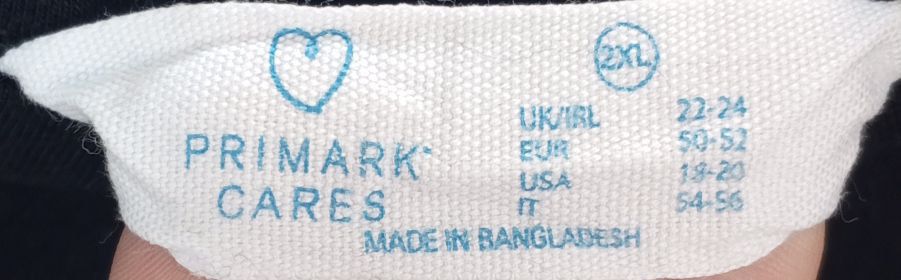 2XL
PRIMARK
CARES
UK/IRL 22-24
EUR 50-52
USA 18-20
IT 54-56
MADE IN BANGLADESH